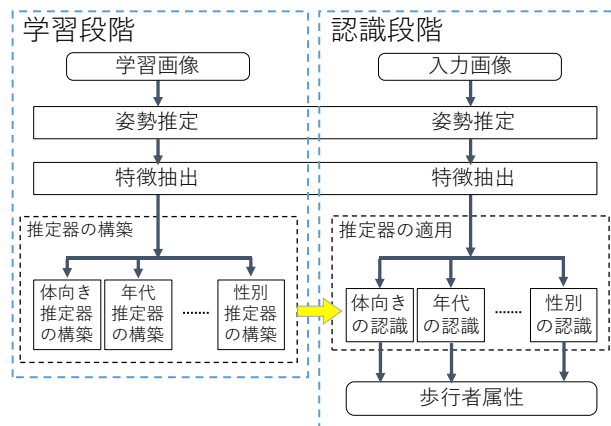 学習段階
学習画像
姿勢推定
特徴抽出
推定器の構築
体向き
推定器
の構築
年代
推定器
の構築
........
性別
推定器
の構築
認識段階
入力画像
姿勢推定
特徴抽出
推定器の適用
体向き
の認識
年代
の認識
........
性別
の認識
歩行者属性